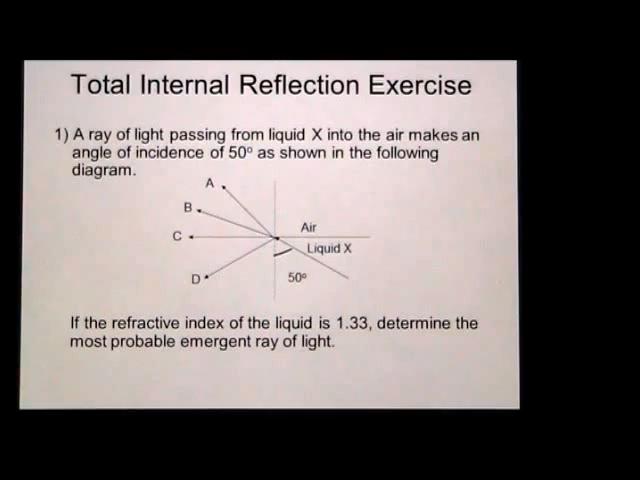 Total Internal Reflection Exercise
1) A ray of light passing from liquid X into the air makes an
angle of incidence of 50º as shown in the following
diagram.
A
B
Air
C
Liquid X
D
50º
If the refractive index of the liquid is 1.33, determine the
most probable emergent ray of light.